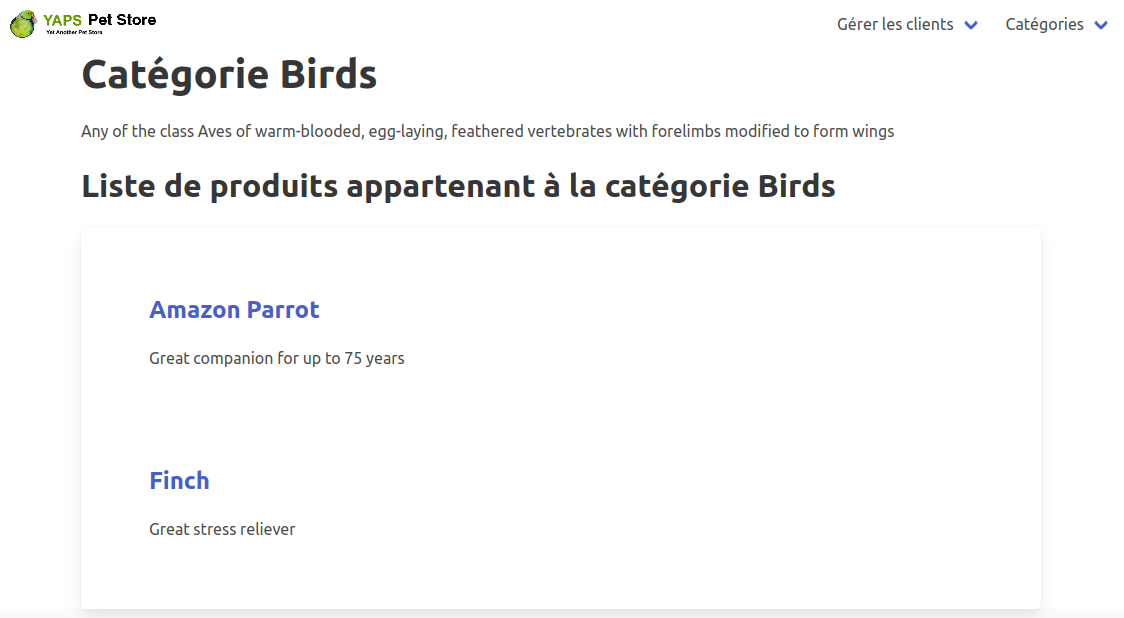 YAPS Pet Store
Yet Another Pet Store
Gérer les clients
Catégories
Catégorie Birds
Any of the class Aves of warm-blooded, egg-laying, feathered vertebrates with forelimbs modified to form wings
Liste de produits appartenant à la catégorie Birds
Amazon Parrot
Great companion for up to 75 years
Finch
Great stress reliever